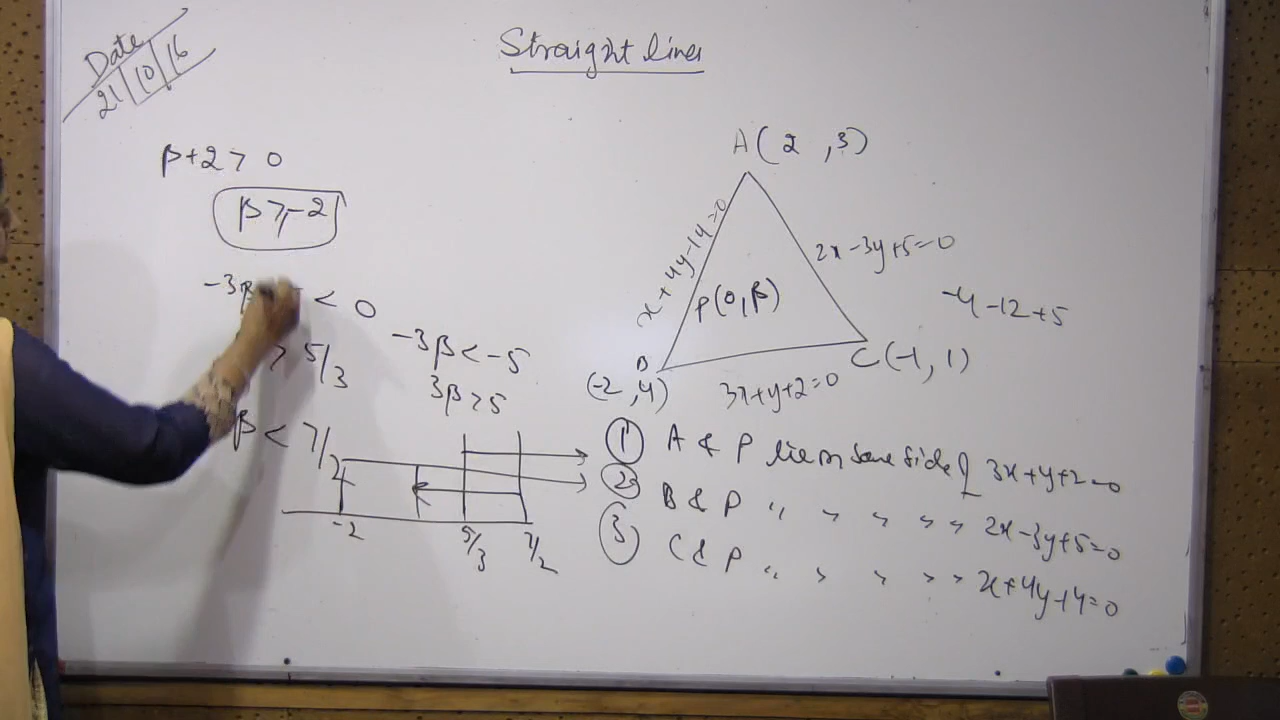 Straight lines
Date
21/10/16
β+2 > 0
β ≥ -2
-3β < 0
> 5/3
-3β < -5
3β > 5
β < 7/2
-2 5/3 7/2
A(2 ,3)
x+4y-14=0
2x-3y+5=0
P(0,β)
-4-12+5
B
(-2,4)
C(-1, 1)
3x+y+2=0
① A & P lie on same side of 3x+y+2=0
② B & P " " " " " 2x-3y+5=0
③ C & P " " " " " x+4y-14=0